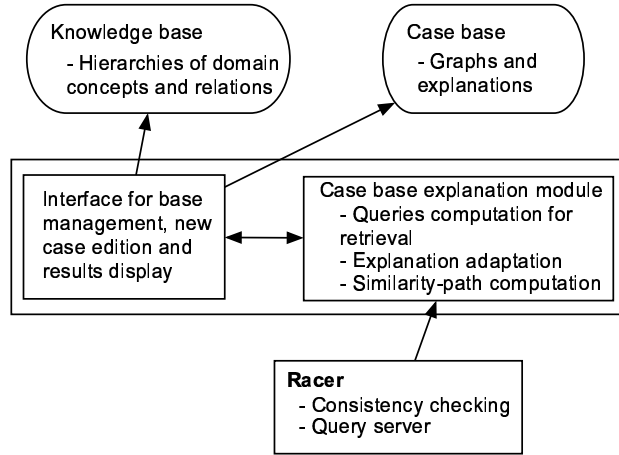 Knowledge base
- Hierarchies of domain
concepts and relations
Case base
- Graphs and
explanations
Interface for base
management, new
case edition and
results display
Case base explanation module
- Queries computation for
retrieval
- Explanation adaptation
- Similarity-path computation
Racer
- Consistency checking
- Query server